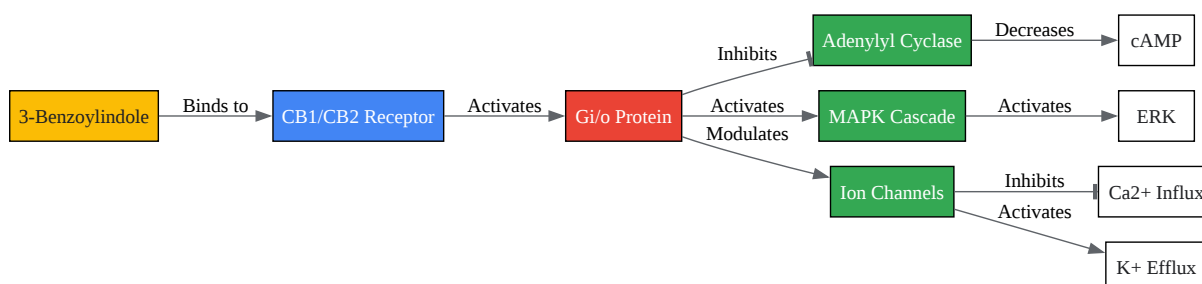 3-Benzoylindole
Binds to
CB1/CB2 Receptor
Activates
Gi/o Protein
Inhibits
Adenylyl Cyclase
Decreases
cAMP
Activates
MAPK Cascade
Activates
ERK
Modulates
Ion Channels
Inhibits
Ca2+ Influx
Activates
K+ Efflux